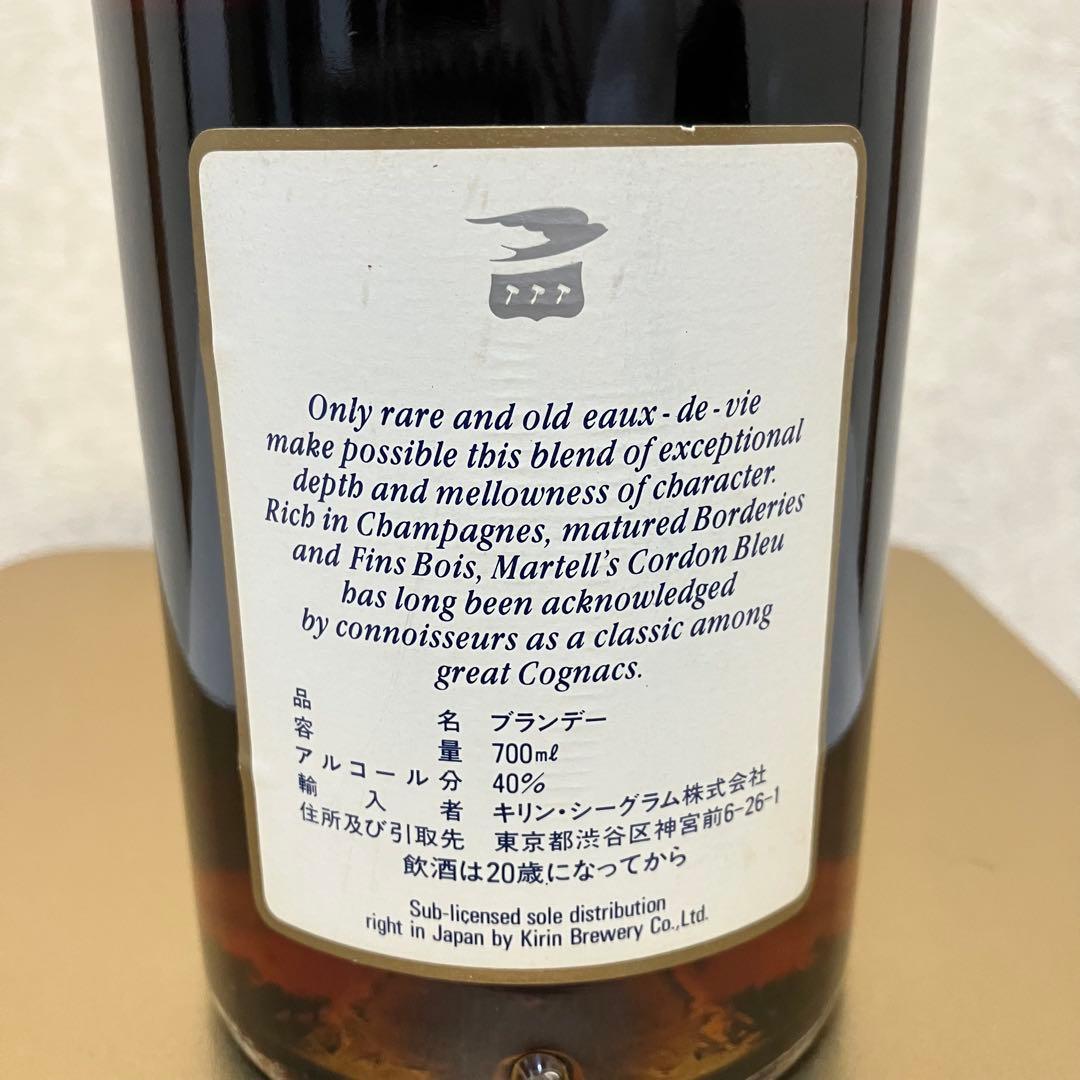 Only rare and old eaux-de-vie
make possible this blend of exceptional
depth and mellowness of character.
Rich in Champagnes, matured Borderies
and Fins Bois, Martell's Cordon Bleu
has long been acknowledged
by connoisseurs as a classic among
great Cognacs.
品名 ブランデー
容量 700mℓ
アルコール分 40%
輸入者 キリン・シーグラム株式会社
住所及び引取先 東京都渋谷区神宮前6-26-1
飲酒は20歳になってから
Sub-licensed sole distribution
right in Japan by Kirin Brewery Co.,Ltd.